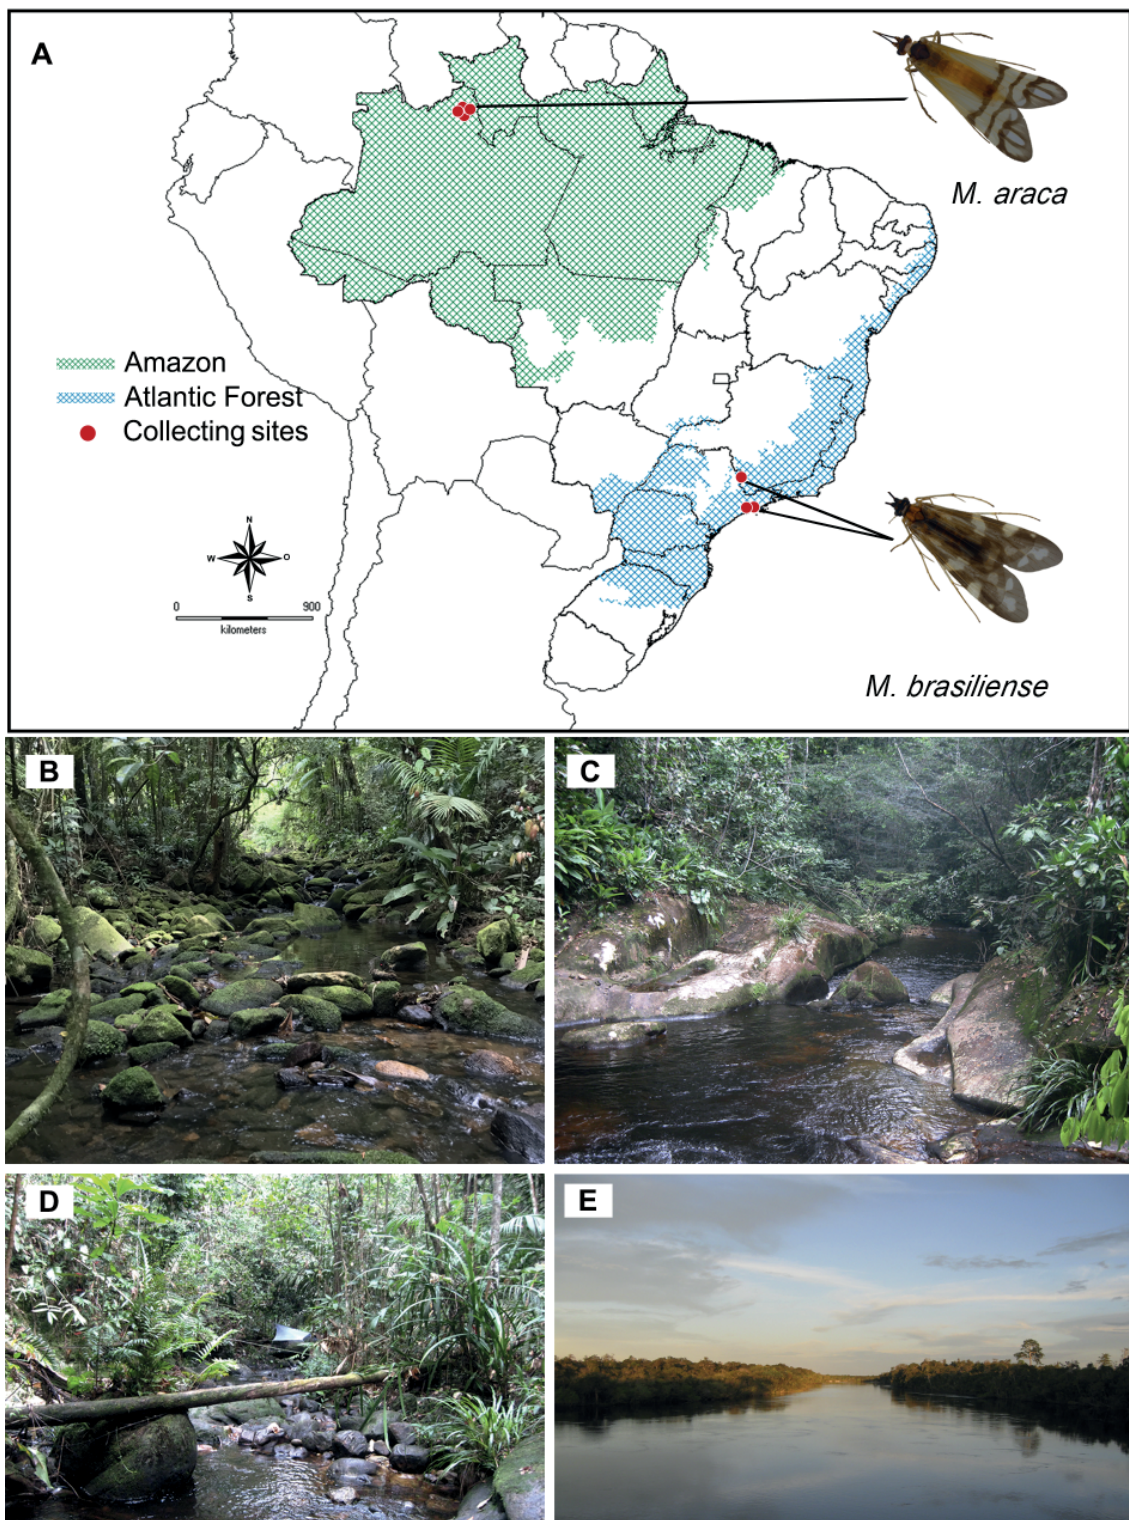 A
M. araca
Amazon
Atlantic Forest
Collecting sites
N
W O
S
0 900
kilometers
M. brasiliense
B
C
D
E